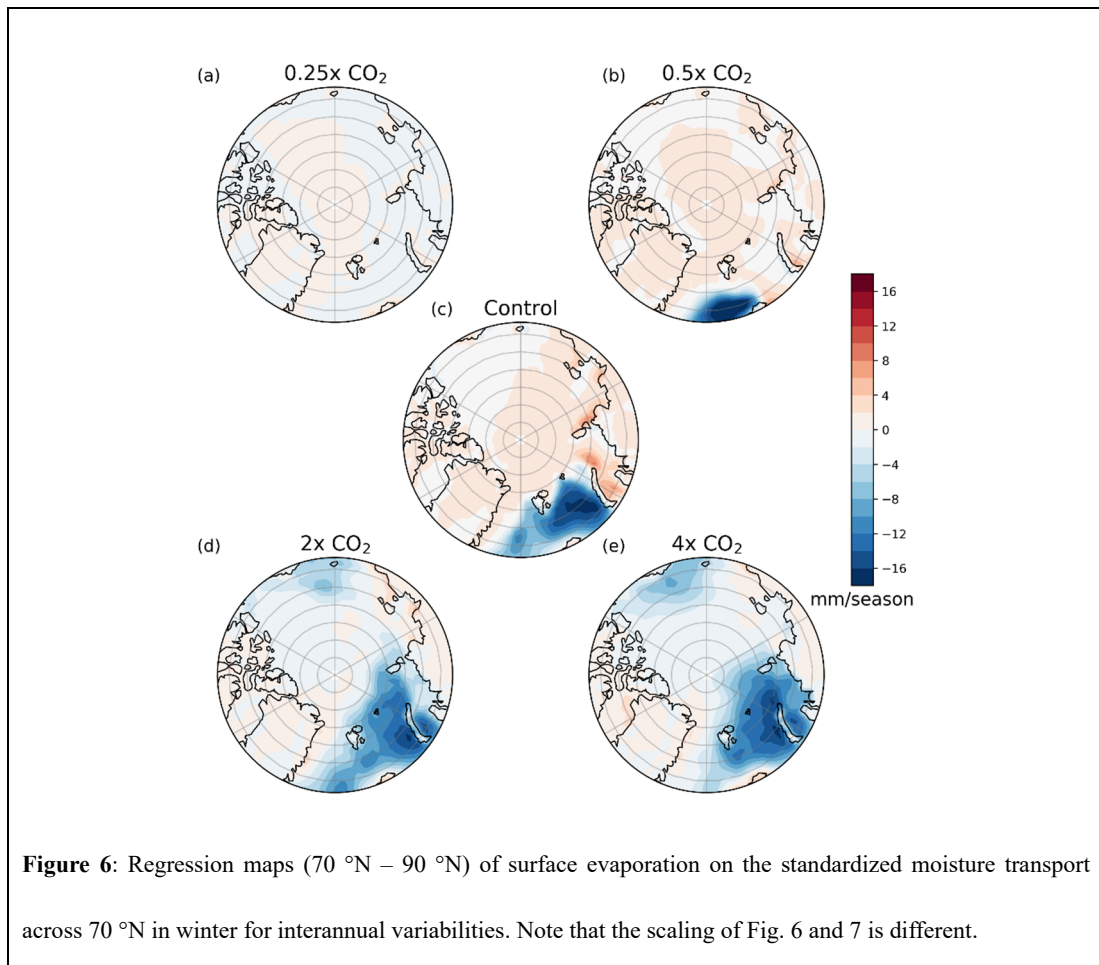 (a) 0.25x CO₂
(b) 0.5x CO₂
(c) Control
(d) 2x CO₂
(e) 4x CO₂
16
12
8
4
0
−4
−8
−12
−16
mm/season
Figure 6: Regression maps (70 °N – 90 °N) of surface evaporation on the standardized moisture transport
across 70 °N in winter for interannual variabilities. Note that the scaling of Fig. 6 and 7 is different.